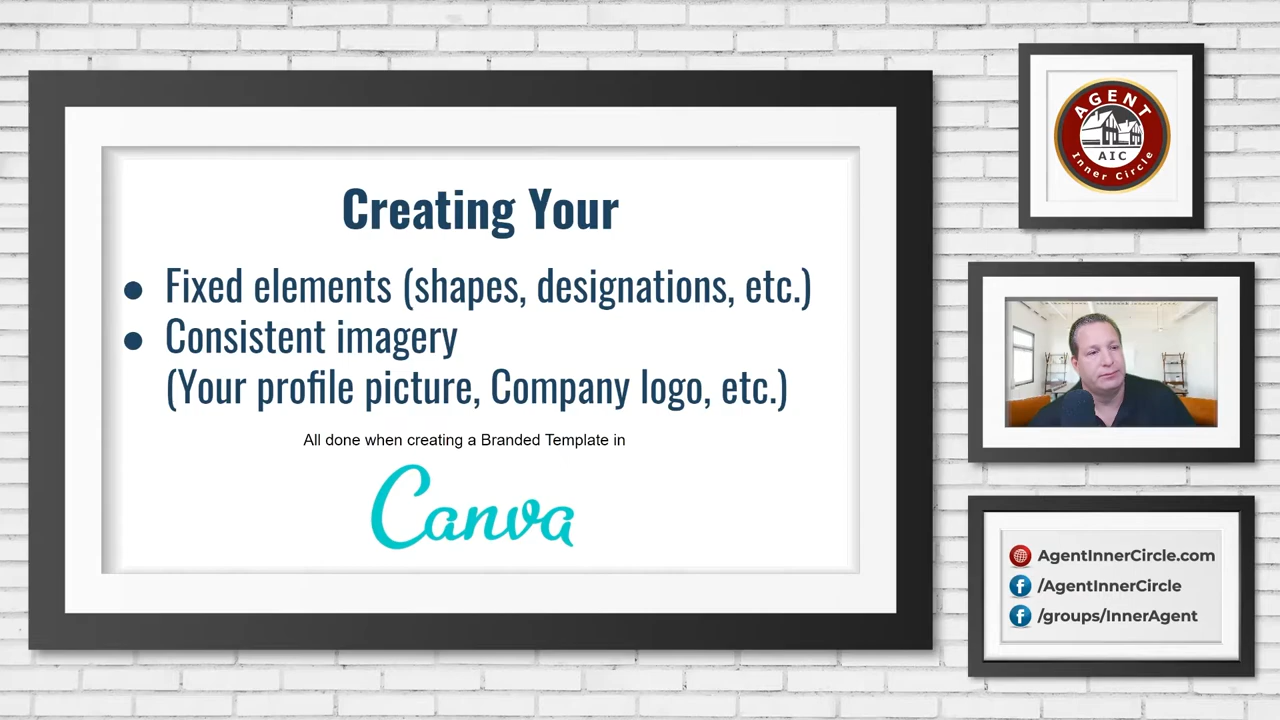 Creating Your
● Fixed elements (shapes, designations, etc.)
● Consistent imagery
(Your profile picture, Company logo, etc.)
All done when creating a Branded Template in
Canva
AGENT
AIC
Inner Circle
AgentInnerCircle.com
/AgentInnerCircle
/groups/InnerAgent